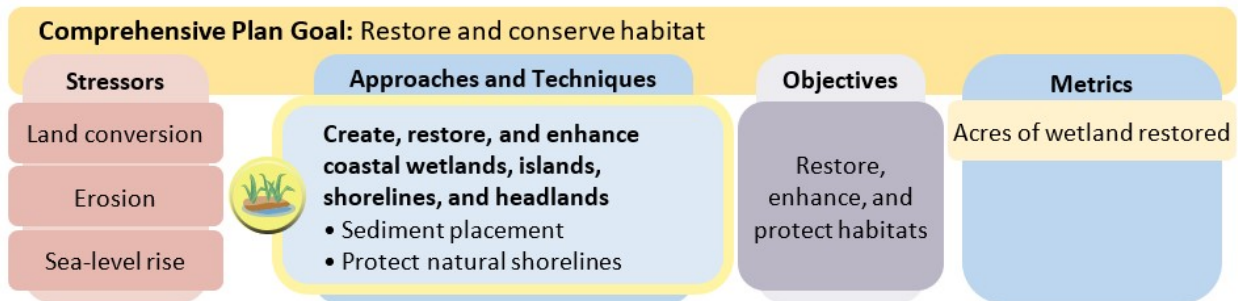 Comprehensive Plan Goal: Restore and conserve habitat
Stressors
Land conversion
Erosion
Sea-level rise
Approaches and Techniques
Create, restore, and enhance
coastal wetlands, islands,
shorelines, and headlands
• Sediment placement
• Protect natural shorelines
Objectives
Restore,
enhance, and
protect habitats
Metrics
Acres of wetland restored